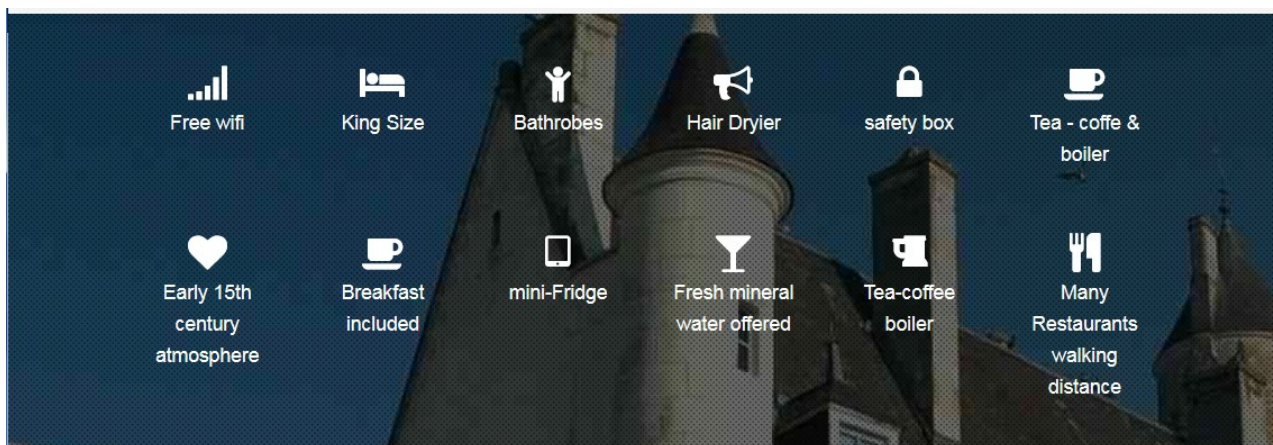 Free wifi
King Size
Bathrobes
Hair Dryier
safety box
Tea - coffe &
boiler
Early 15th
century
atmosphere
Breakfast
included
mini-Fridge
Fresh mineral
water offered
Tea-coffee
boiler
Many
Restaurants
walking
distance